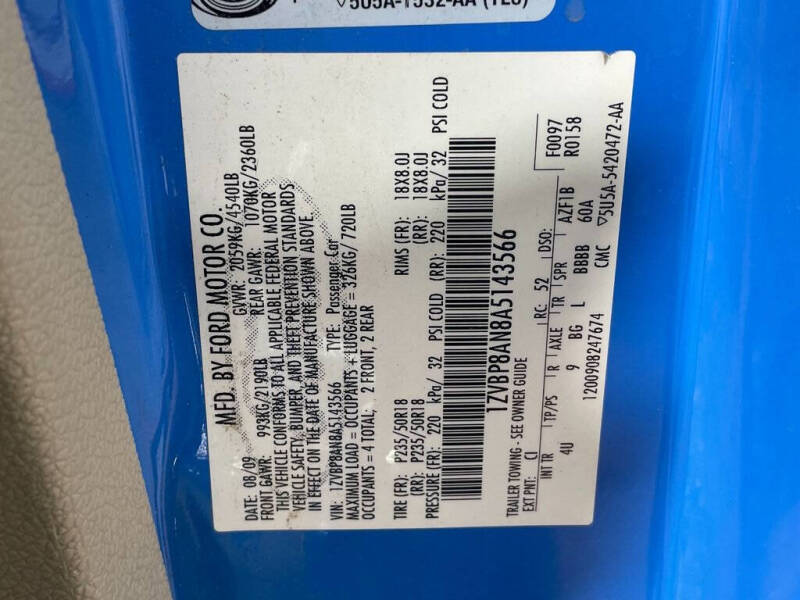 ▽5U5A-1532-AA (TLS)
MFD. BY FORD MOTOR CO.
DATE: 08/09 GVWR: 2059KG/4540LB
FRONT GAWR: 993KG/2190LB REAR GAWR: 1070KG/2360LB
THIS VEHICLE CONFORMS TO ALL APPLICABLE FEDERAL MOTOR
VEHICLE SAFETY, BUMPER, AND THEFT PREVENTION STANDARDS
IN EFFECT ON THE DATE OF MANUFACTURE SHOWN ABOVE.
VIN: 1ZVBP8AN8A5143566 TYPE: Passenger Car
MAXIMUM LOAD = OCCUPANTS + LUGGAGE = 326KG/720LB
OCCUPANTS = 4 TOTAL: 2 FRONT, 2 REAR
TIRE (FR): P235/50R18 RIMS (FR): 18X8.0J
(RR): P235/50R18 (RR): 18X8.0J
PRESSURE (FR): 220 kPa/ 32 PSI COLD (RR): 220 kPa/ 32 PSI COLD
1ZVBP8AN8A5143566
TRAILER TOWING - SEE OWNER GUIDE
EXT PNT: CI RC: 52 DSO: F0097
R0158
INT TR TP/PS R AXLE TR SPR AZF1B
4U 9 BG L BBBB 60A
1200908247674 CMC ▽5U5A-5420472-AA